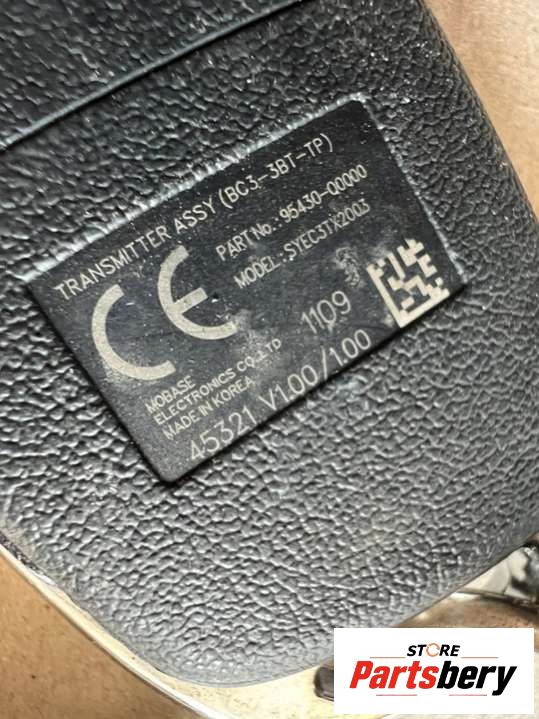 TRANSMITTER ASSY (BC3-3BT-TP)
PART No.: 95430-Q0000
MODEL: SYEC3TX2003
CE
MOBASE
ELECTRONICS CO.,LTD
MADE IN KOREA
1109
45321 V1.00/1.00
STORE
Partsbery